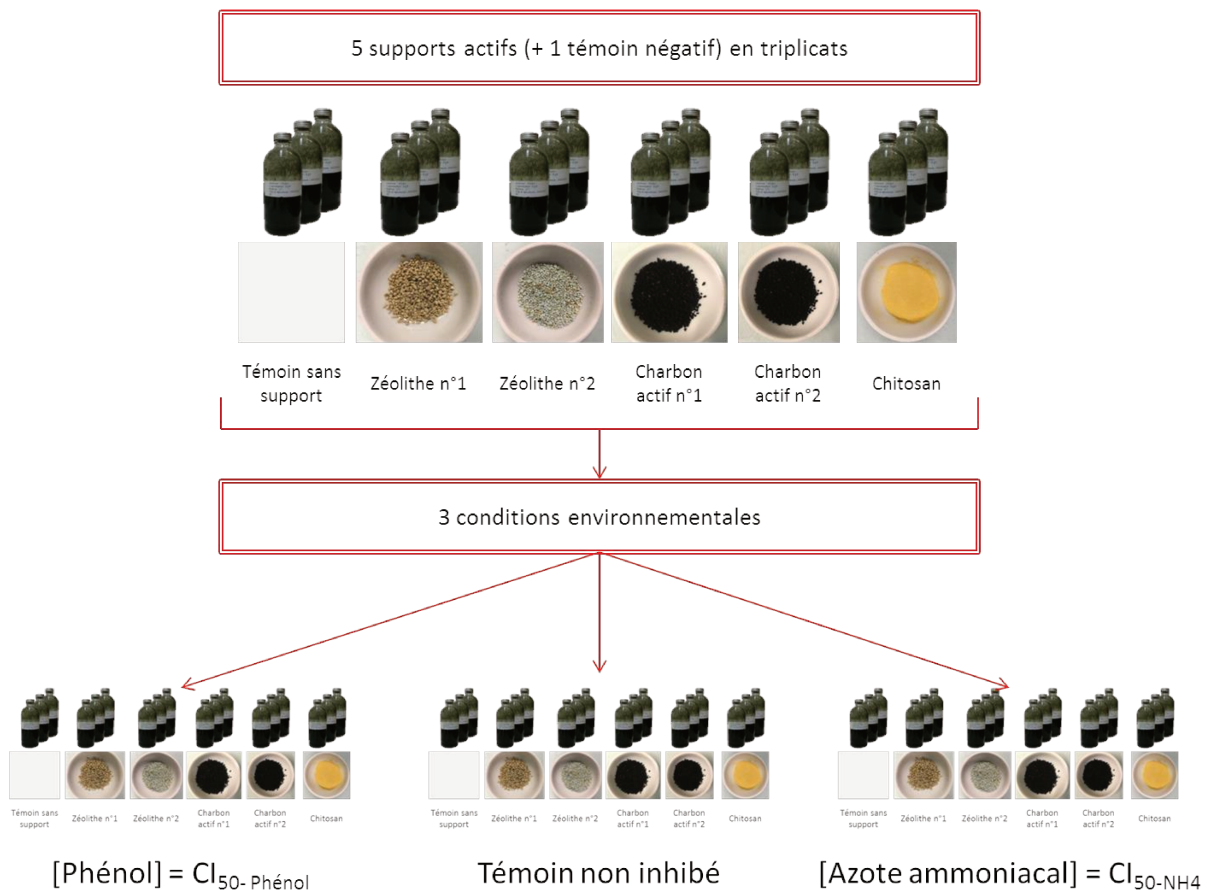 5 supports actifs (+ 1 témoin négatif) en triplicats
Témoin sans
support
Zéolithe n°1
Zéolithe n°2
Charbon
actif n°1
Charbon
actif n°2
Chitosan
3 conditions environnementales
Témoin sans
support
Zéolithe n°1
Zéolithe n°2
Charbon
actif n°1
Charbon
actif n°2
Chitosan
[Phénol] = CI50- Phénol
Témoin sans
support
Zéolithe n°1
Zéolithe n°2
Charbon
actif n°1
Charbon
actif n°2
Chitosan
Témoin non inhibé
Témoin sans
support
Zéolithe n°1
Zéolithe n°2
Charbon
actif n°1
Charbon
actif n°2
Chitosan
[Azote ammoniacal] = CI50-NH4